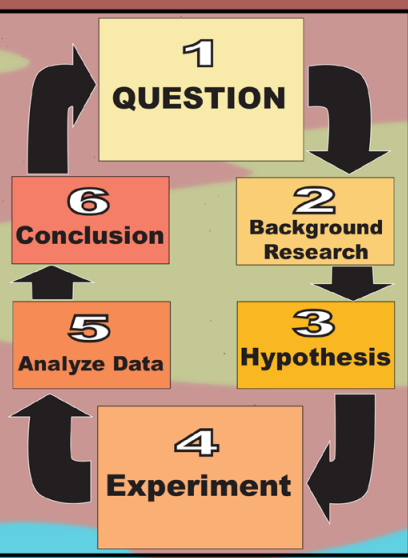 1
QUESTION
2
Background
Research
3
Hypothesis
4
Experiment
5
Analyze Data
6
Conclusion